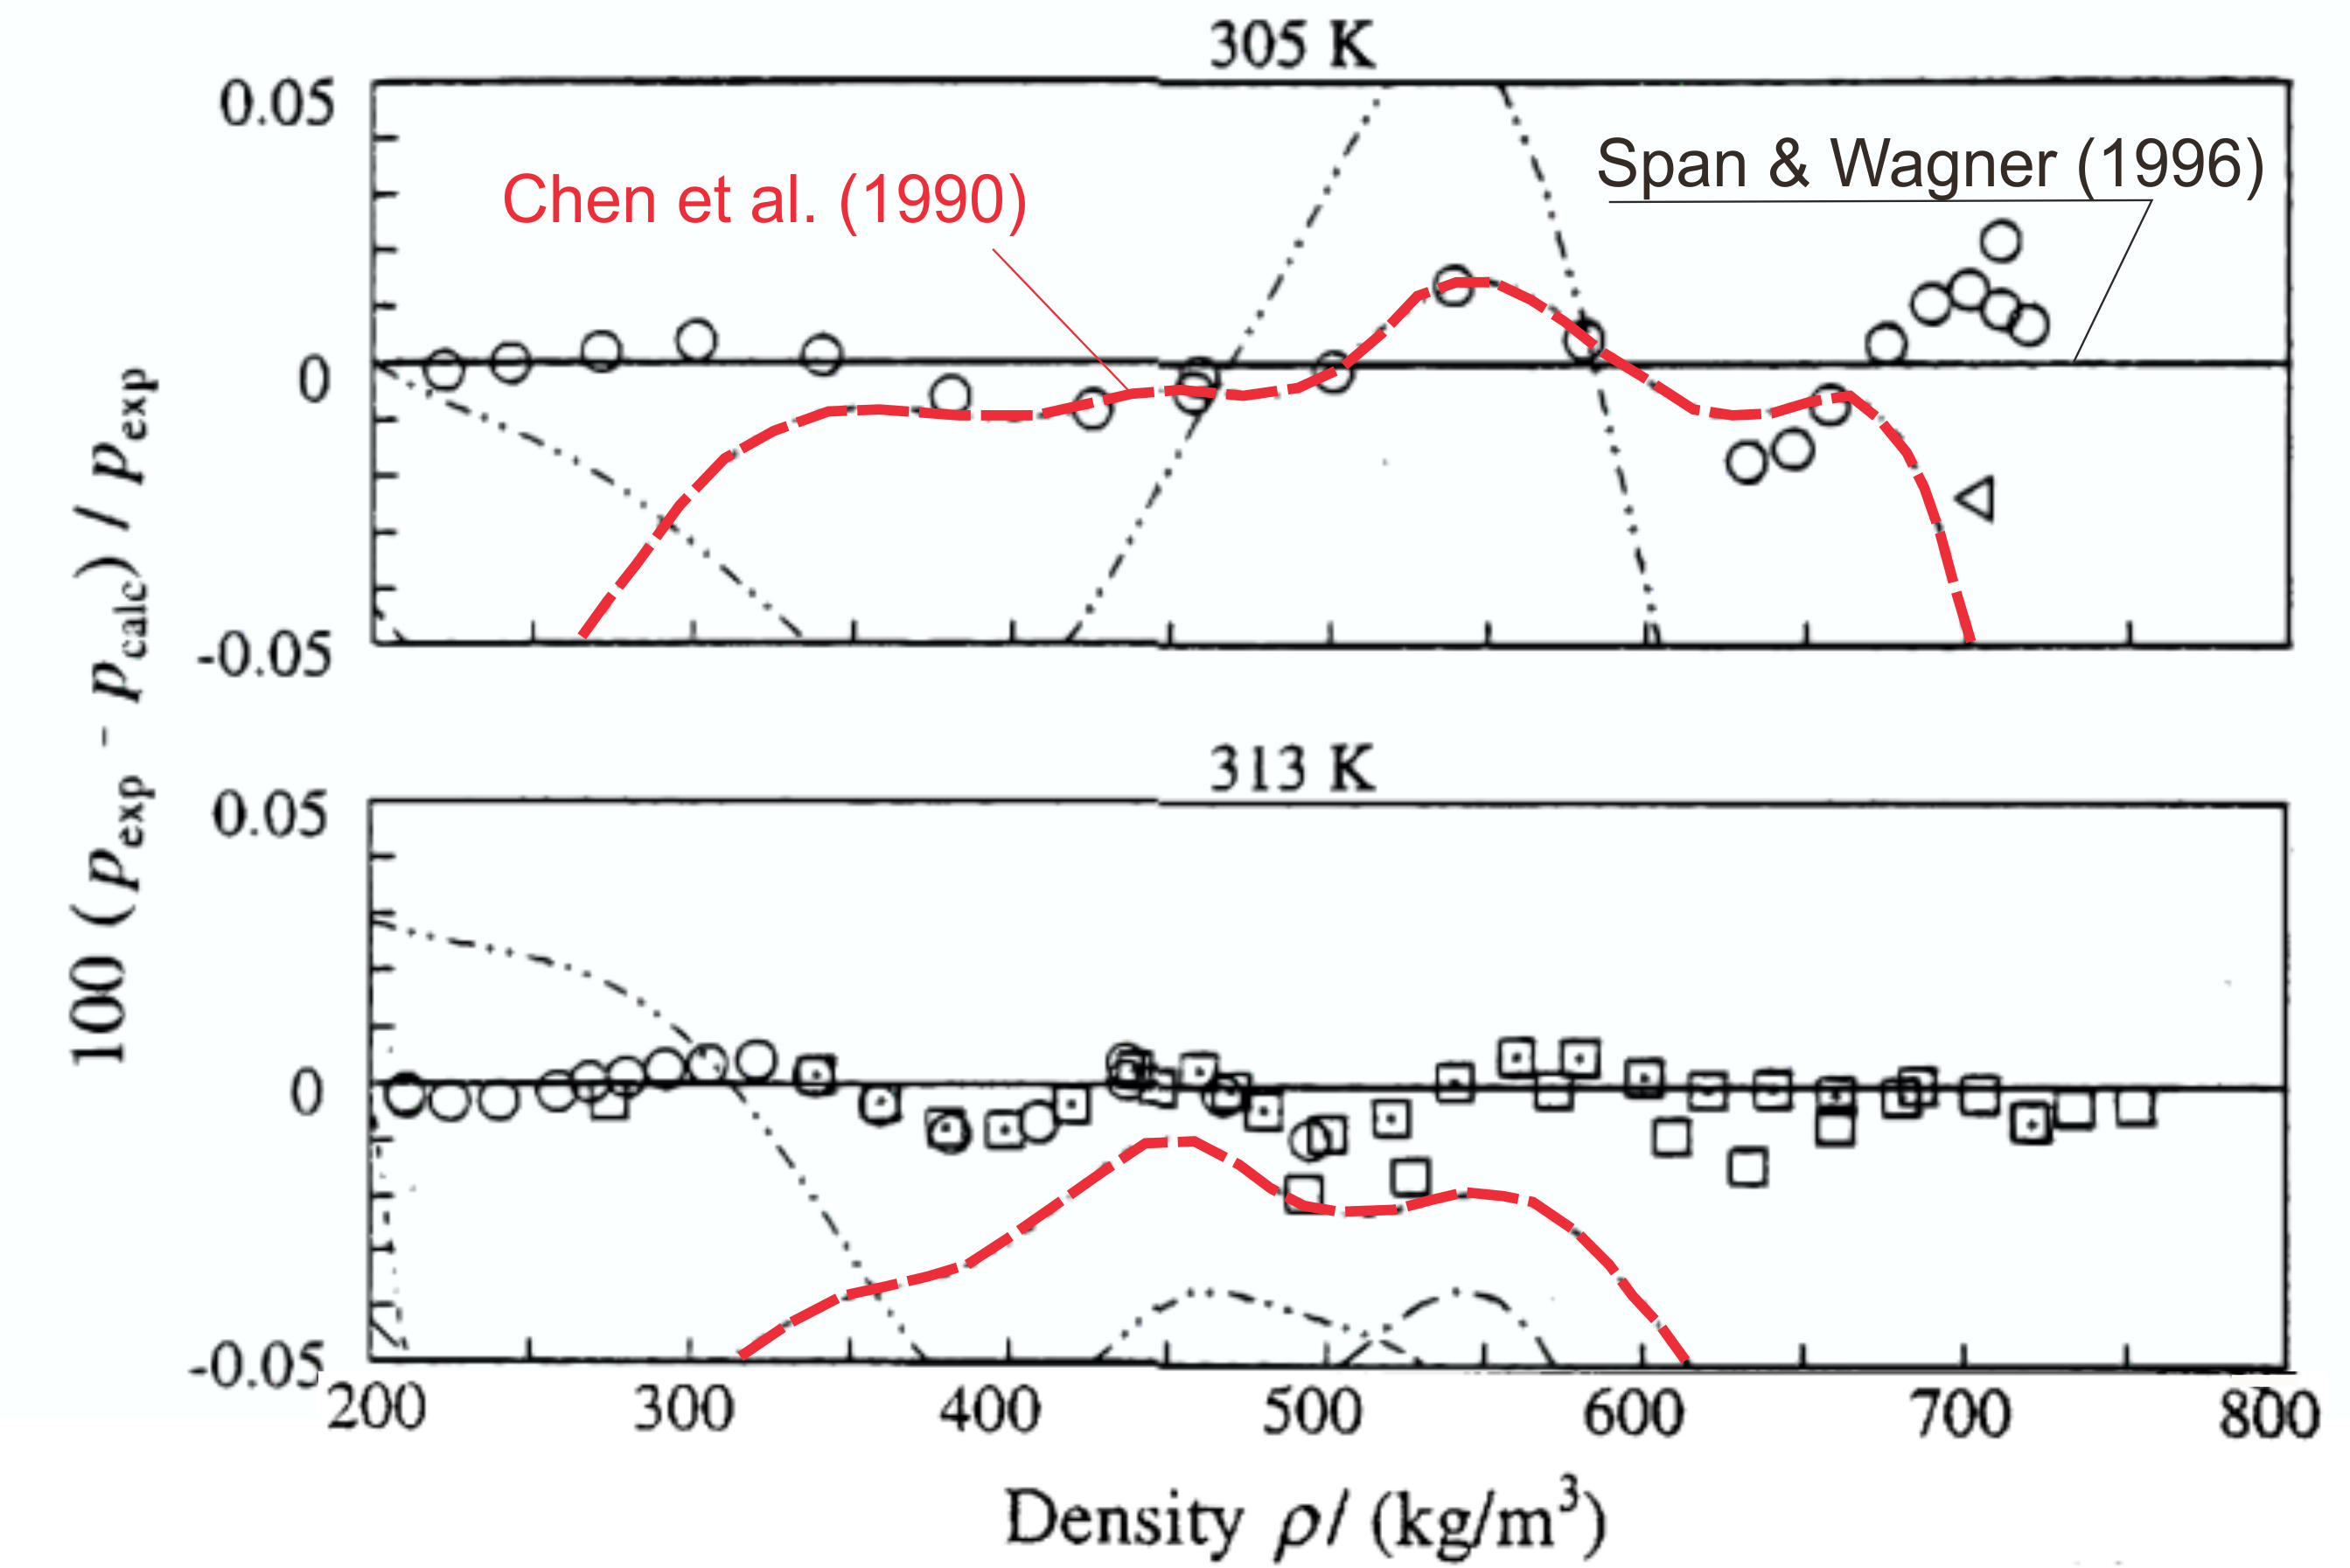 305 K
0.05
Span & Wagner (1996)
Chen et al. (1990)
0
-0.05
100 (pexp - pcalc) / pexp
313 K
0.05
0
-0.05
200 300 400 500 600 700 800
Density ρ/ (kg/m³)